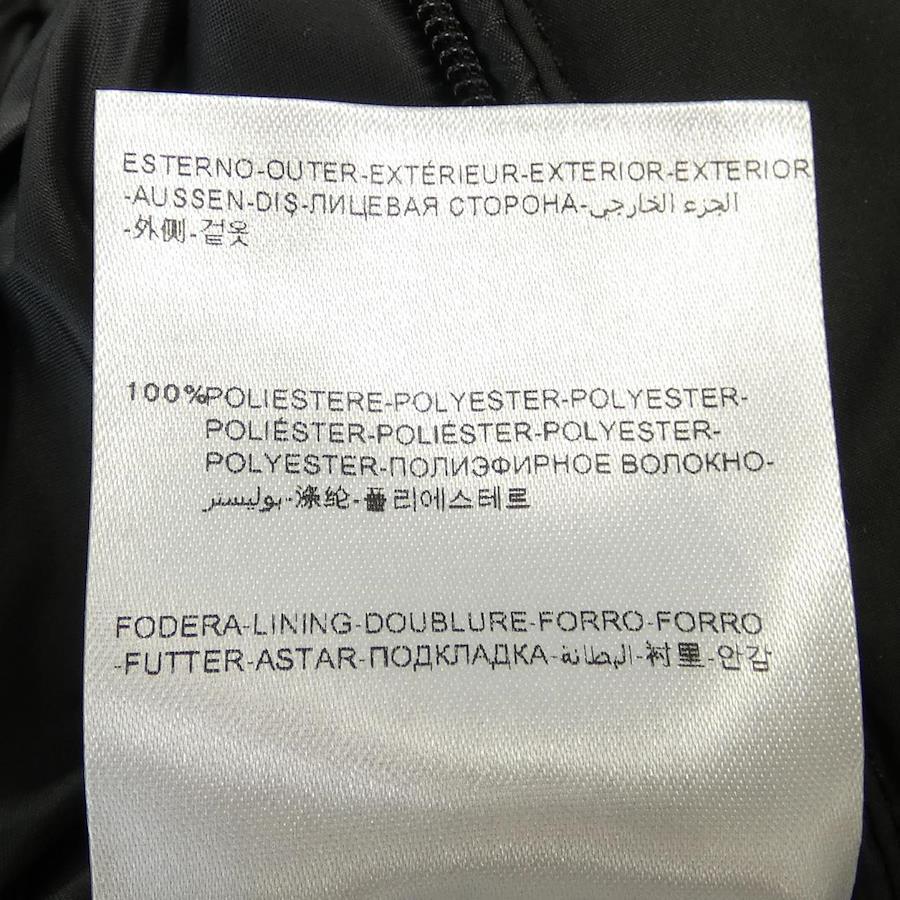 ESTERNO-OUTER-EXTÉRIEUR-EXTERIOR-EXTERIOR
-AUSSEN-DIŞ-ЛИЦЕВАЯ СТОРОНА-الجزء الخارجي
-外侧-겉옷
100%POLIESTERE-POLYESTER-POLYESTER-
POLIÉSTER-POLIÉSTER-POLYESTER-
POLYESTER-ПОЛИЭФИРНОЕ ВОЛОКНО-
بوليستر-涤纶-폴리에스테르
FODERA-LINING-DOUBLURE-FORRO-FORRO
-FUTTER-ASTAR-ПОДКЛАДКА-البطانة-衬里-안감